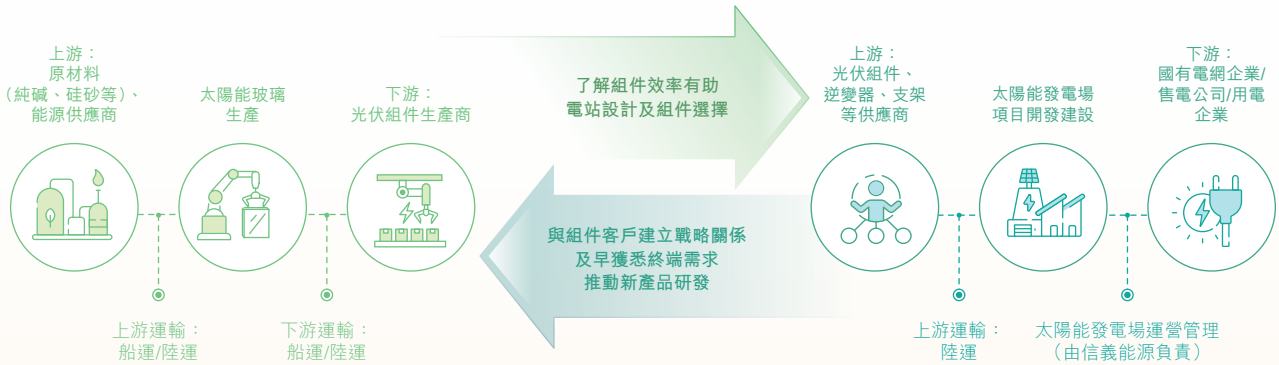 上游：
原材料
（純碱、硅砂等）、
能源供應商
太陽能玻璃
生產
下游：
光伏組件生產商
上游運輸：
船運/陸運
下游運輸：
船運/陸運
了解組件效率有助
電站設計及組件選擇
與組件客戶建立戰略關係
及早獲悉終端需求
推動新產品研發
上游：
光伏組件、
逆變器、支架
等供應商
太陽能發電場
項目開發建設
下游：
國有電網企業/
售電公司/用電
企業
上游運輸：
陸運
太陽能發電場運營管理
（由信義能源負責）